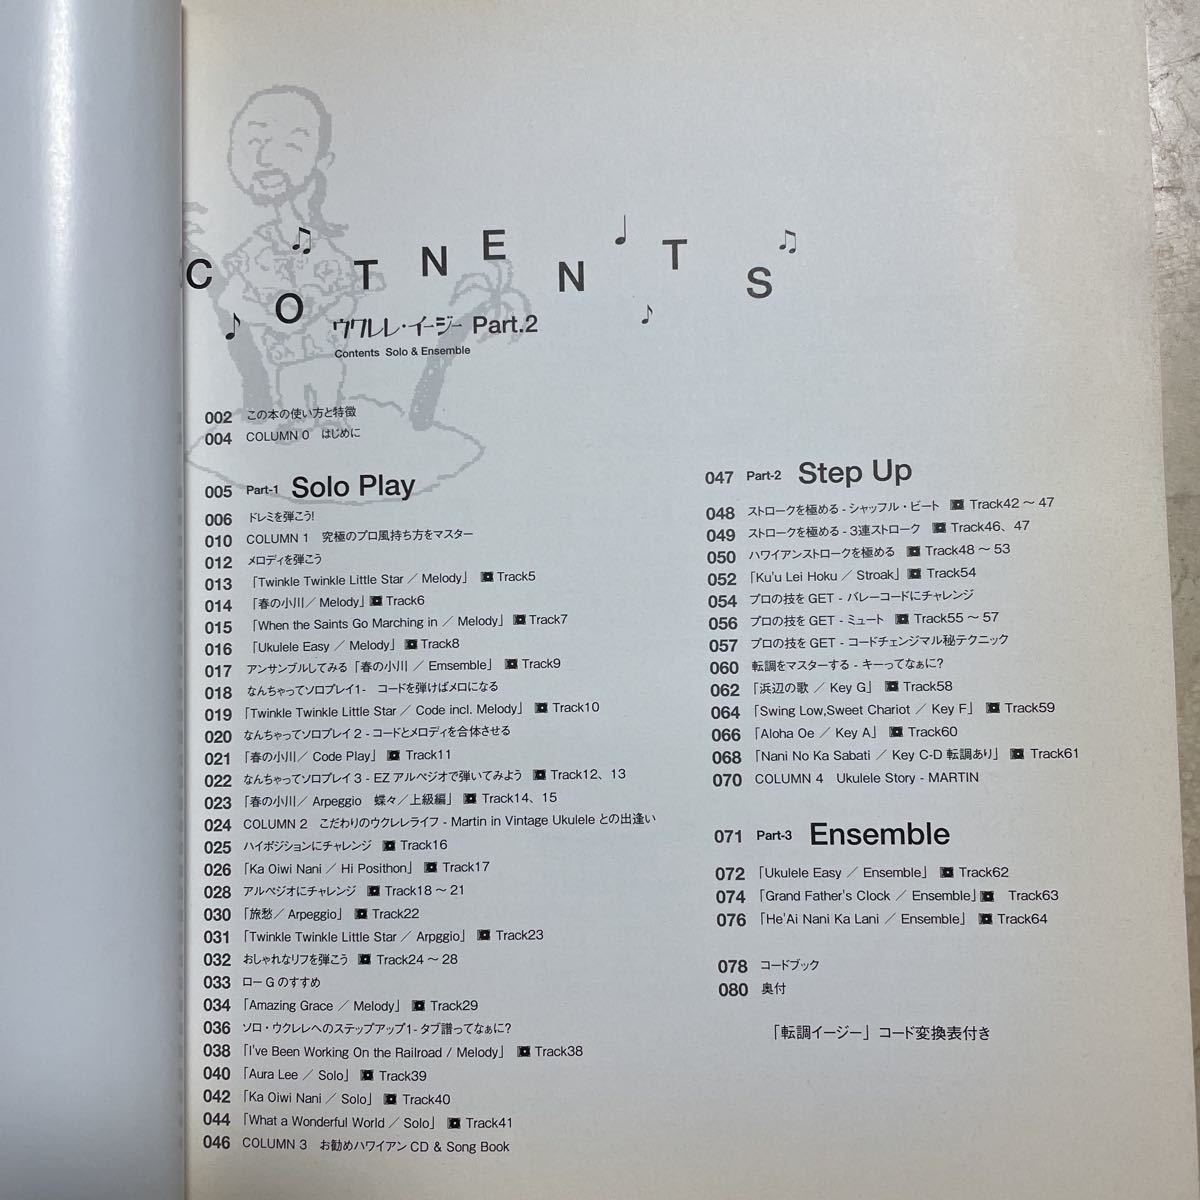 COTNENTS
ウクレレ・イージー Part.2
Contents Solo & Ensemble
002 この本の使い方と特徴
004 COLUMN 0 はじめに
005 Part-1 Solo Play
006 ドレミを弾こう!
010 COLUMN 1 究極のプロ風持ち方をマスター
012 メロディを弾こう
013 「Twinkle Twinkle Little Star／Melody」 Track5
014 「春の小川／Melody」 Track6
015 「When the Saints Go Marching in／Melody」 Track7
016 「Ukulele Easy／Melody」 Track8
017 アンサンブルしてみる「春の小川／Emsemble」 Track9
018 なんちゃってソロプレイ1- コードを弾けばメロになる
019 「Twinkle Twinkle Little Star／Code incl. Melody」 Track10
020 なんちゃってソロプレイ2 - コードとメロディを合体させる
021 「春の小川／Code Play」 Track11
022 なんちゃってソロプレイ3 - EZ アルペジオで弾いてみよう Track12、13
023 「春の小川／Arpeggio 蝶々／上級編」 Track14、15
024 COLUMN 2 こだわりのウクレレライフ - Martin in Vintage Ukulele との出逢い
025 ハイポジションにチャレンジ Track16
026 「Ka Oiwi Nani／Hi Posithon」 Track17
028 アルペジオにチャレンジ Track18～21
030 「旅愁／Arpeggio」 Track22
031 「Twinkle Twinkle Little Star／Arpggio」 Track23
032 おしゃれなリフを弾こう Track24～28
033 ローGのすすめ
034 「Amazing Grace／Melody」 Track29
036 ソロ・ウクレレへのステップアップ1- タブ譜ってなぁに?
038 「I've Been Working On the Railroad / Melody」 Track38
040 「Aura Lee／Solo」 Track39
042 「Ka Oiwi Nani／Solo」 Track40
044 「What a Wonderful World／Solo」 Track41
046 COLUMN 3 お勧めハワイアン CD & Song Book
047 Part-2 Step Up
048 ストロークを極める - シャッフル・ビート Track42～47
049 ストロークを極める - 3連ストローク Track46、47
050 ハワイアンストロークを極める Track48～53
052 「Ku'u Lei Hoku／Stroak」 Track54
054 プロの技をGET - バレーコードにチャレンジ
056 プロの技をGET - ミュート Track55～57
057 プロの技をGET - コードチェンジマル秘テクニック
060 転調をマスターする - キーってなぁに?
062 「浜辺の歌／Key G」 Track58
064 「Swing Low,Sweet Chariot／Key F」 Track59
066 「Aloha Oe／Key A」 Track60
068 「Nani No Ka Sabati／Key C-D 転調あり」 Track61
070 COLUMN 4 Ukulele Story - MARTIN
071 Part-3 Ensemble
072 「Ukulele Easy／Ensemble」 Track62
074 「Grand Father's Clock／Ensemble」 Track63
076 「He'Ai Nani Ka Lani／Ensemble」 Track64
078 コードブック
080 奥付
「転調イージー」コード変換表付き